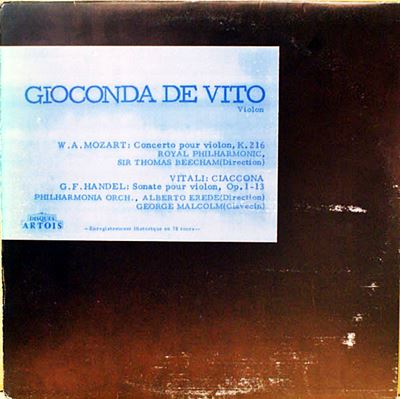 GIOCONDA DE VITO
Violon
W.A.MOZART: Concerto pour violon, K.216
ROYAL PHILHARMONIC,
SIR THOMAS BEECHAM(Direction)
VITALI: CIACCONA
G.F.HANDEL: Sonate pour violon, Op.1-13
PHILHARMONIA ORCH., ALBERTO EREDE(Direction)
GEORGE MALCOLM(Clavecin)
DISQUES
ARTOIS
—Enregistrement historique en 78 tours—